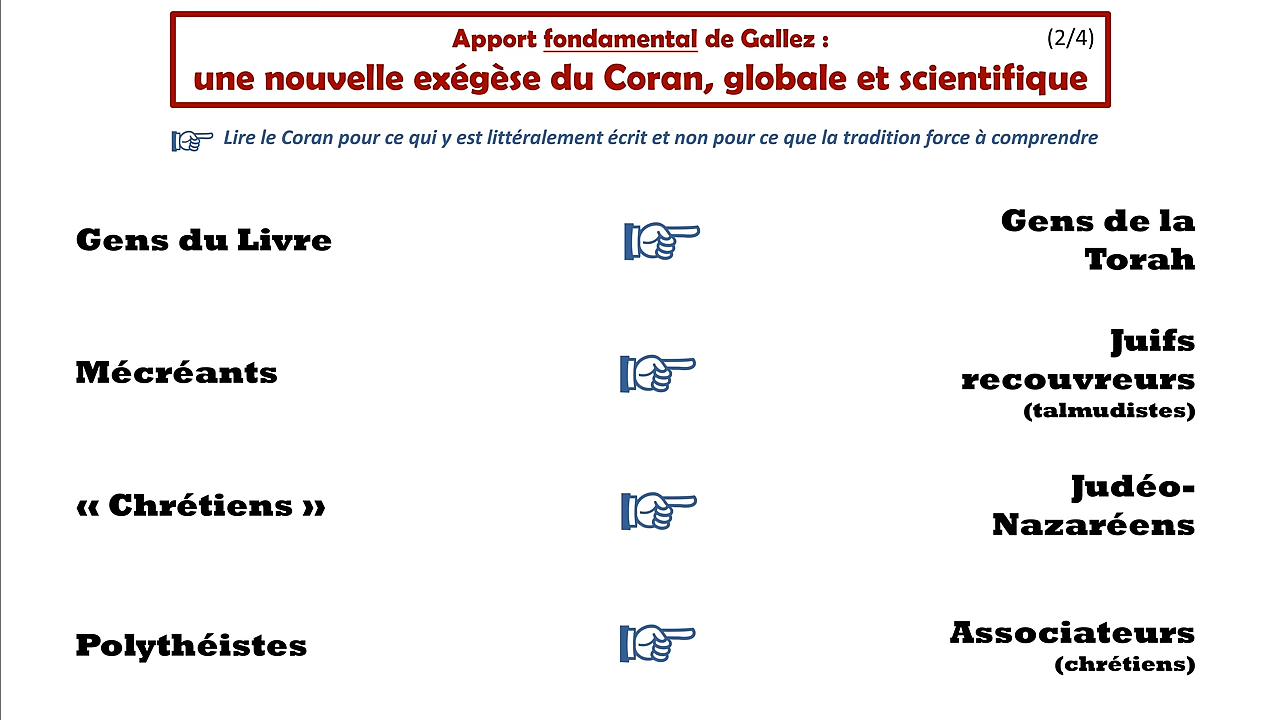 Apport fondamental de Gallez :
(2/4)
une nouvelle exégèse du Coran, globale et scientifique
Lire le Coran pour ce qui y est littéralement écrit et non pour ce que la tradition force à comprendre
Gens du Livre
Gens de la
Torah
Mécréants
Juifs
recouvreurs
(talmudistes)
« Chrétiens »
Judéo-
Nazaréens
Polythéistes
Associateurs
(chrétiens)